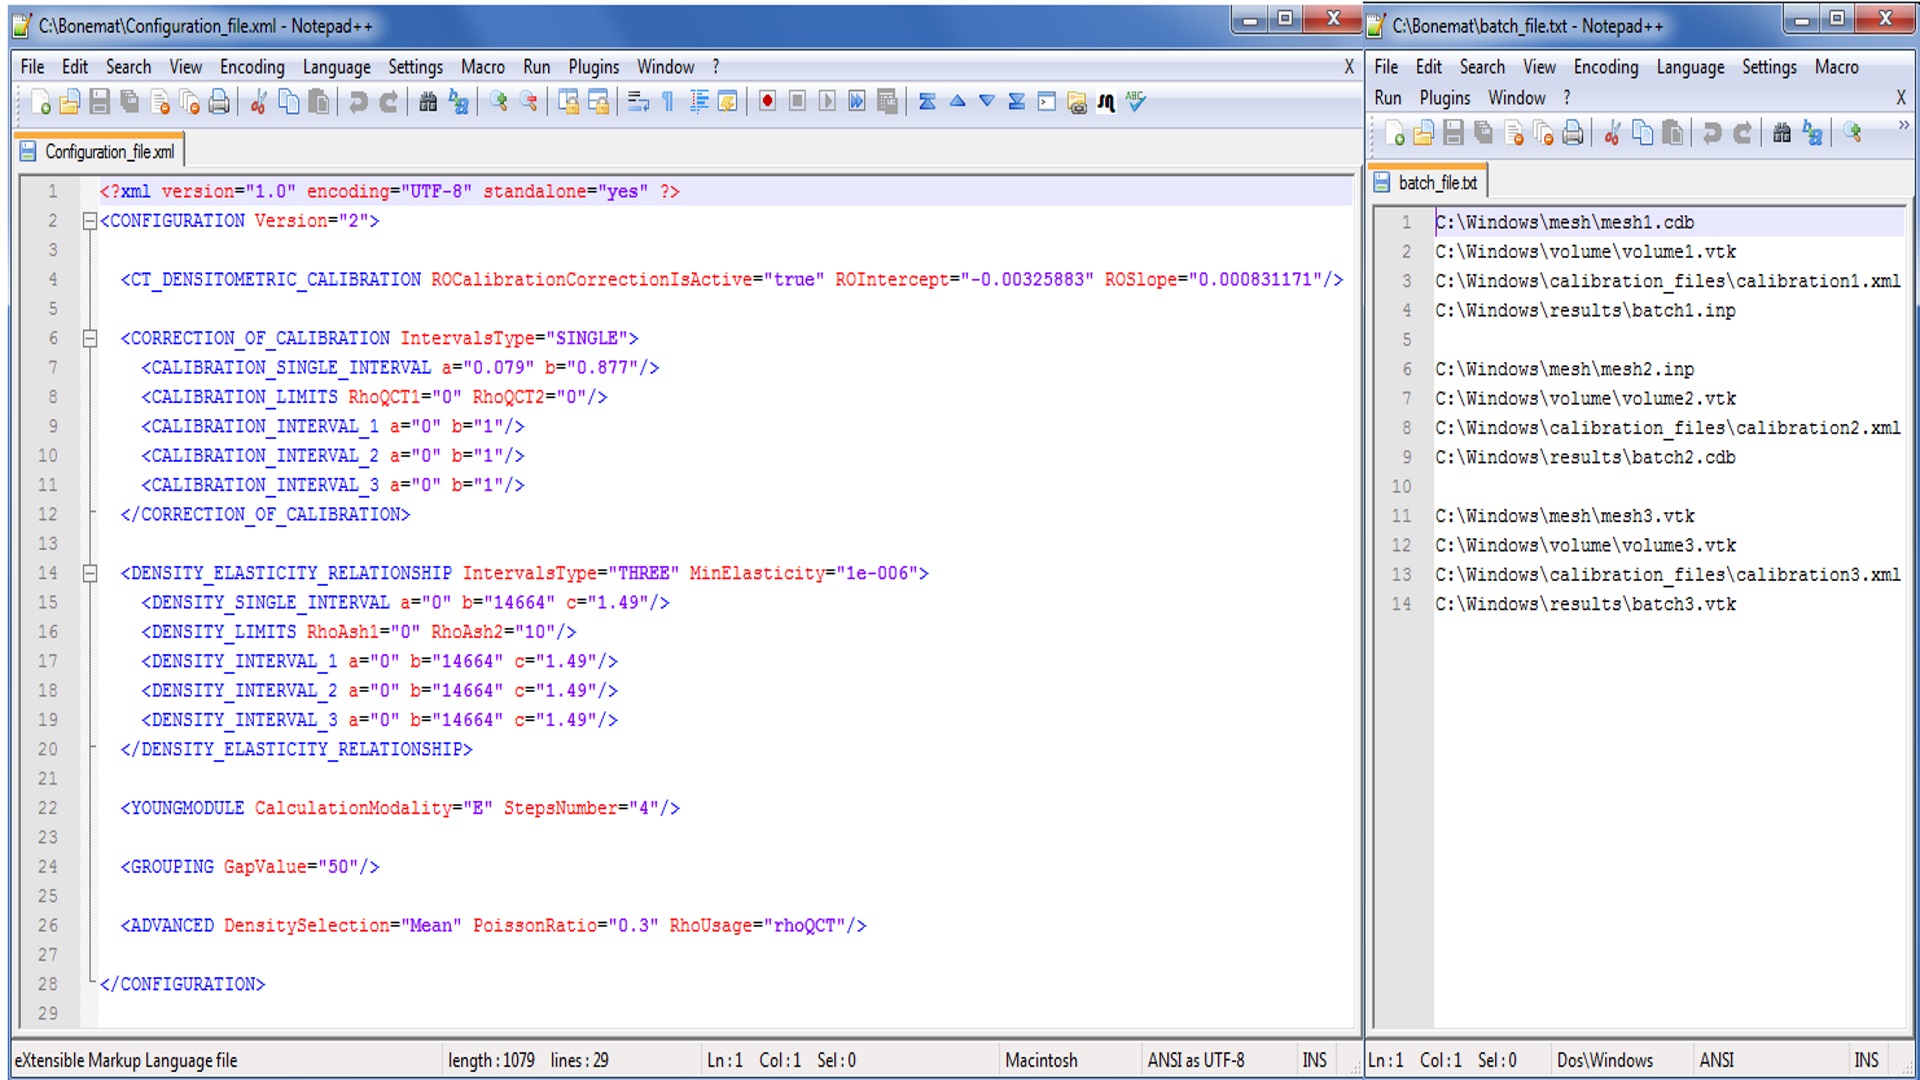 C:\Bonemat\Configuration_file.xml - Notepad++
File Edit Search View Encoding Language Settings Macro Run Plugins Window ? X
Configuration_file.xml
1 <?xml version="1.0" encoding="UTF-8" standalone="yes" ?>
2 <CONFIGURATION Version="2">
3
4 <CT_DENSITOMETRIC_CALIBRATION ROCalibrationCorrectionIsActive="true" ROIntercept="-0.00325883" ROSlope="0.000831171"/>
5
6 <CORRECTION_OF_CALIBRATION IntervalsType="SINGLE">
7 <CALIBRATION_SINGLE_INTERVAL a="0.079" b="0.877"/>
8 <CALIBRATION_LIMITS RhoQCT1="0" RhoQCT2="0"/>
9 <CALIBRATION_INTERVAL_1 a="0" b="1"/>
10 <CALIBRATION_INTERVAL_2 a="0" b="1"/>
11 <CALIBRATION_INTERVAL_3 a="0" b="1"/>
12 </CORRECTION_OF_CALIBRATION>
13
14 <DENSITY_ELASTICITY_RELATIONSHIP IntervalsType="THREE" MinElasticity="1e-006">
15 <DENSITY_SINGLE_INTERVAL a="0" b="14664" c="1.49"/>
16 <DENSITY_LIMITS RhoAsh1="0" RhoAsh2="10"/>
17 <DENSITY_INTERVAL_1 a="0" b="14664" c="1.49"/>
18 <DENSITY_INTERVAL_2 a="0" b="14664" c="1.49"/>
19 <DENSITY_INTERVAL_3 a="0" b="14664" c="1.49"/>
20 </DENSITY_ELASTICITY_RELATIONSHIP>
21
22 <YOUNGMODULE CalculationModality="E" StepsNumber="4"/>
23
24 <GROUPING GapValue="50"/>
25
26 <ADVANCED DensitySelection="Mean" PoissonRatio="0.3" RhoUsage="rhoQCT"/>
27
28 </CONFIGURATION>
29
eXtensible Markup Language file length : 1079 lines : 29 Ln : 1 Col : 1 Sel : 0 Macintosh ANSI as UTF-8 INS
C:\Bonemat\batch_file.txt - Notepad++
File Edit Search View Encoding Language Settings Macro
Run Plugins Window ? X
batch_file.txt
1 C:\Windows\mesh\mesh1.cdb
2 C:\Windows\volume\volume1.vtk
3 C:\Windows\calibration_files\calibration1.xml
4 C:\Windows\results\batch1.inp
5
6 C:\Windows\mesh\mesh2.inp
7 C:\Windows\volume\volume2.vtk
8 C:\Windows\calibration_files\calibration2.xml
9 C:\Windows\results\batch2.cdb
10
11 C:\Windows\mesh\mesh3.vtk
12 C:\Windows\volume\volume3.vtk
13 C:\Windows\calibration_files\calibration3.xml
14 C:\Windows\results\batch3.vtk
Ln : 1 Col : 1 Sel : 0 Dos\Windows ANSI INS